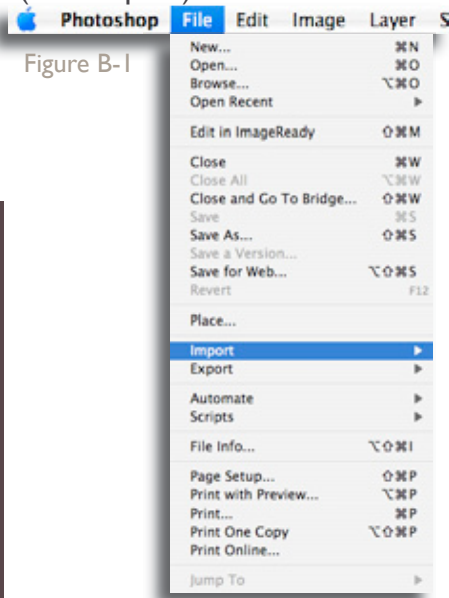 Photoshop File Edit Image Layer S
Figure B-1
New... ⌘N
Open... ⌘O
Browse... ⌥⌘O
Open Recent ▶
Edit in ImageReady ⇧⌘M
Close ⌘W
Close All ⌥⌘W
Close and Go To Bridge... ⇧⌘W
Save ⌘S
Save As... ⇧⌘S
Save a Version...
Save for Web... ⌥⇧⌘S
Revert F12
Place...
Import ▶
Export ▶
Automate ▶
Scripts ▶
File Info... ⌥⇧⌘I
Page Setup... ⇧⌘P
Print with Preview... ⌥⌘P
Print... ⌘P
Print One Copy ⌥⇧⌘P
Print Online...
Jump To ▶